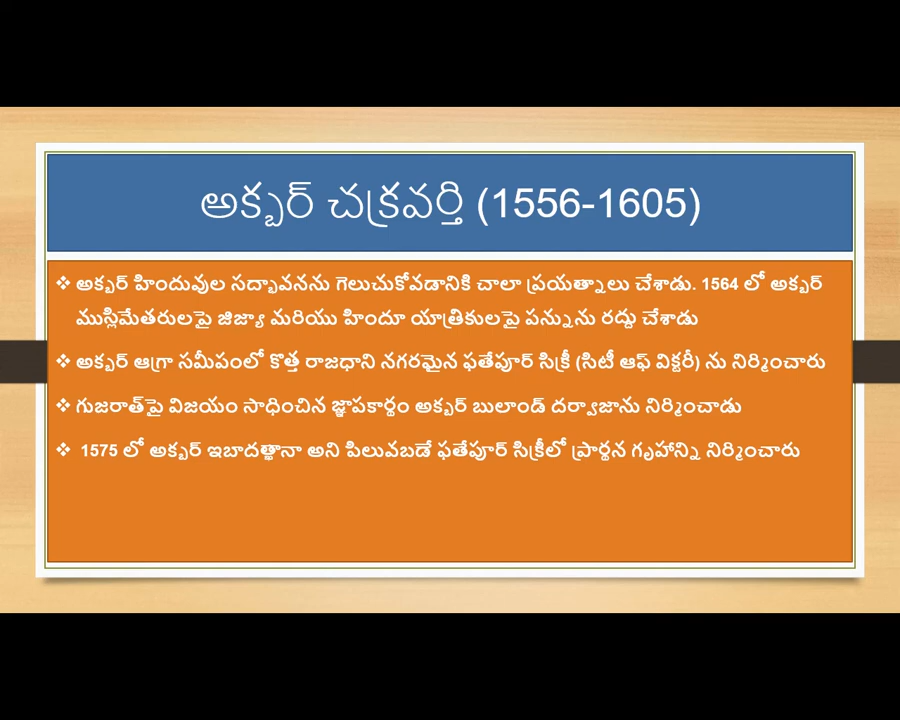 అక్బర్ చక్రవర్తి (1556-1605)
❖ అక్బర్ హిందువుల సద్భావనను గెలుచుకోవడానికి చాలా ప్రయత్నాలు చేశాడు. 1564 లో అక్బర్
ముస్లిమేతరులపై జిజ్యా మరియు హిందూ యాత్రికులపై పన్నును రద్దు చేశాడు
❖ అక్బర్ ఆగ్రా సమీపంలో కొత్త రాజధాని నగరమైన ఫతేపూర్ సిక్రీ (సిటీ ఆఫ్ విక్టరీ) ను నిర్మించారు
❖ గుజరాత్‌పై విజయం సాధించిన జ్ఞాపకార్థం అక్బర్ బులాండ్ దర్వాజాను నిర్మించాడు
❖ 1575 లో అక్బర్ ఇబాదత్ఖానా అని పిలువబడే ఫతేపూర్ సిక్రీలో ప్రార్థన గృహాన్ని నిర్మించారు